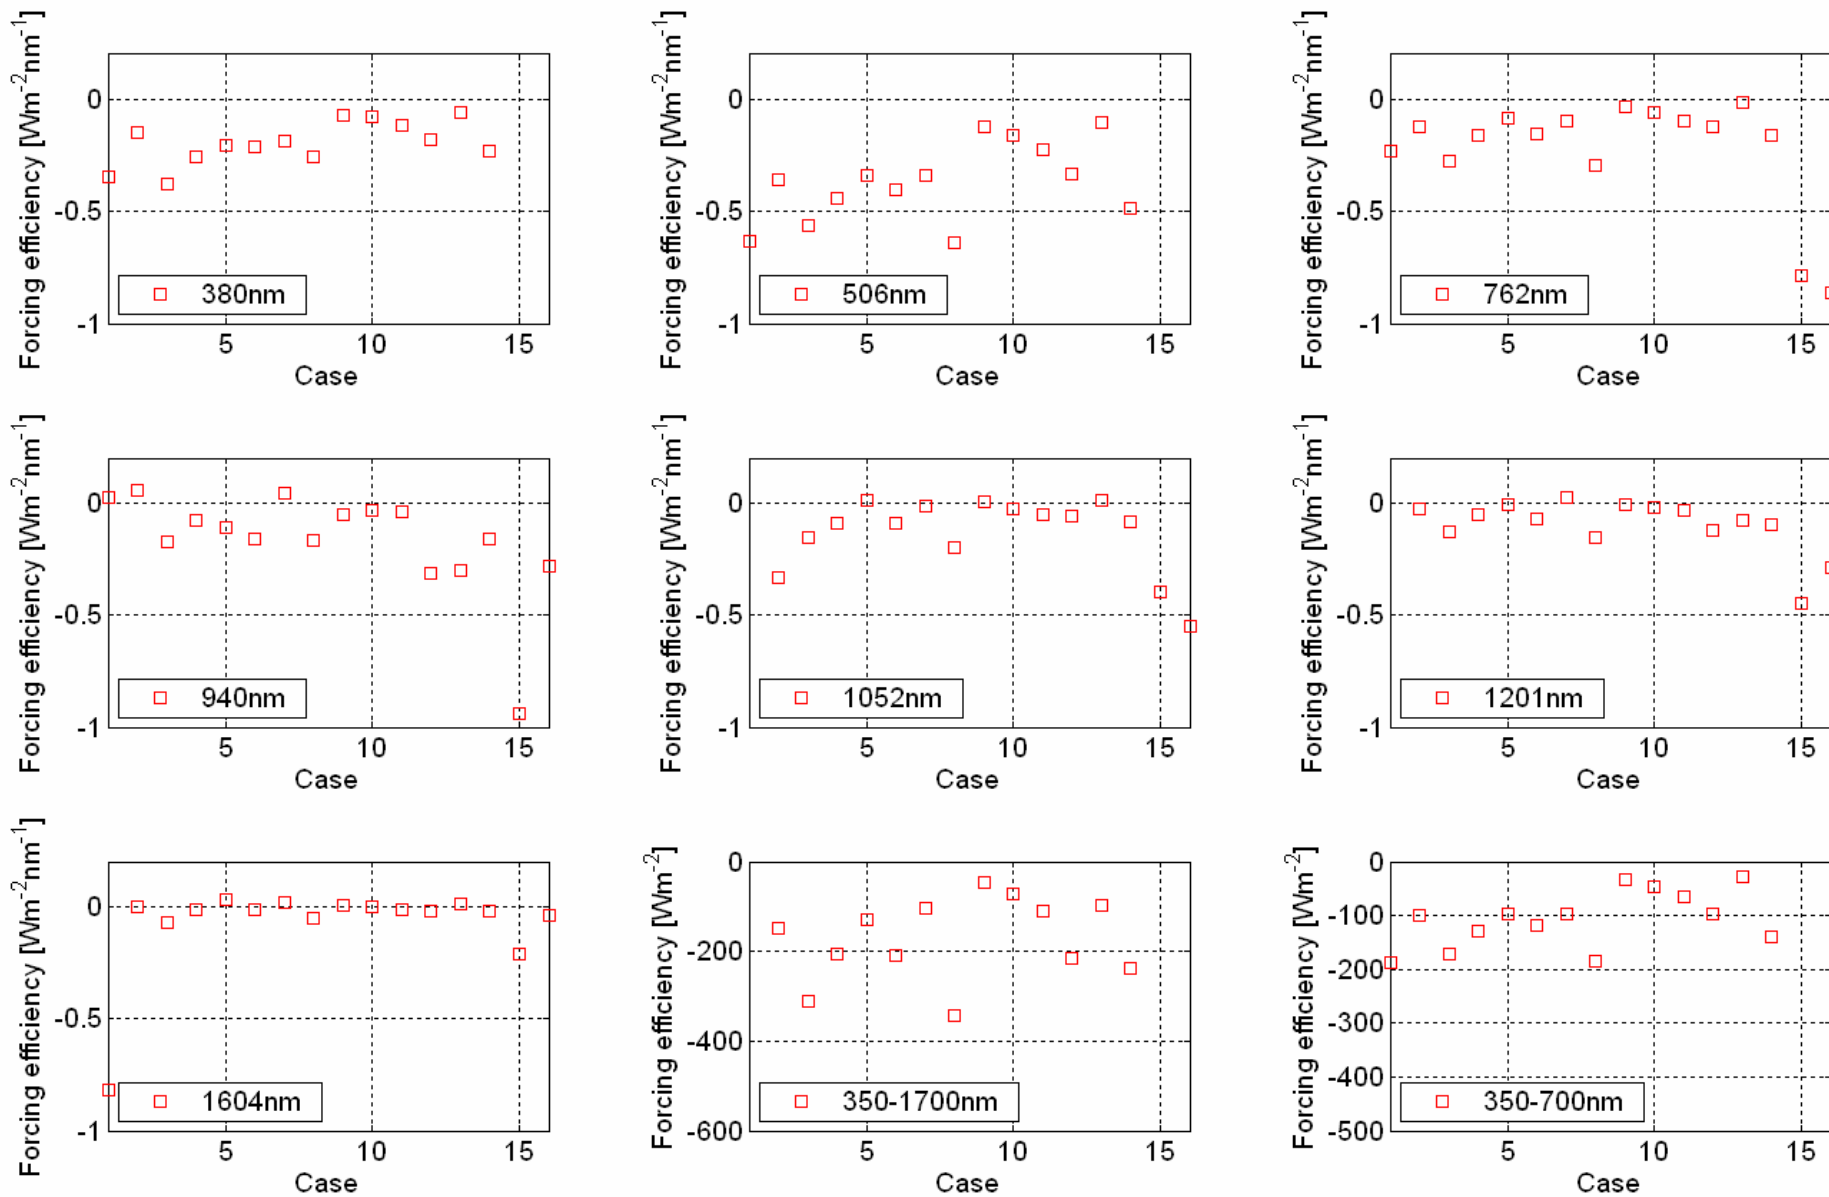 Forcing efficiency [Wm⁻²nm⁻¹]
0
-0.5
-1
380nm
5 10 15
Case
Forcing efficiency [Wm⁻²nm⁻¹]
0
-0.5
-1
506nm
5 10 15
Case
Forcing efficiency [Wm⁻²nm⁻¹]
0
-0.5
-1
762nm
5 10 15
Case
Forcing efficiency [Wm⁻²nm⁻¹]
0
-0.5
-1
940nm
5 10 15
Case
Forcing efficiency [Wm⁻²nm⁻¹]
0
-0.5
-1
1052nm
5 10 15
Case
Forcing efficiency [Wm⁻²nm⁻¹]
0
-0.5
-1
1201nm
5 10 15
Case
Forcing efficiency [Wm⁻²nm⁻¹]
0
-0.5
-1
1604nm
5 10 15
Case
Forcing efficiency [Wm⁻²]
0
-200
-400
-600
350-1700nm
5 10 15
Case
Forcing efficiency [Wm⁻²]
0
-100
-200
-300
-400
-500
350-700nm
5 10 15
Case